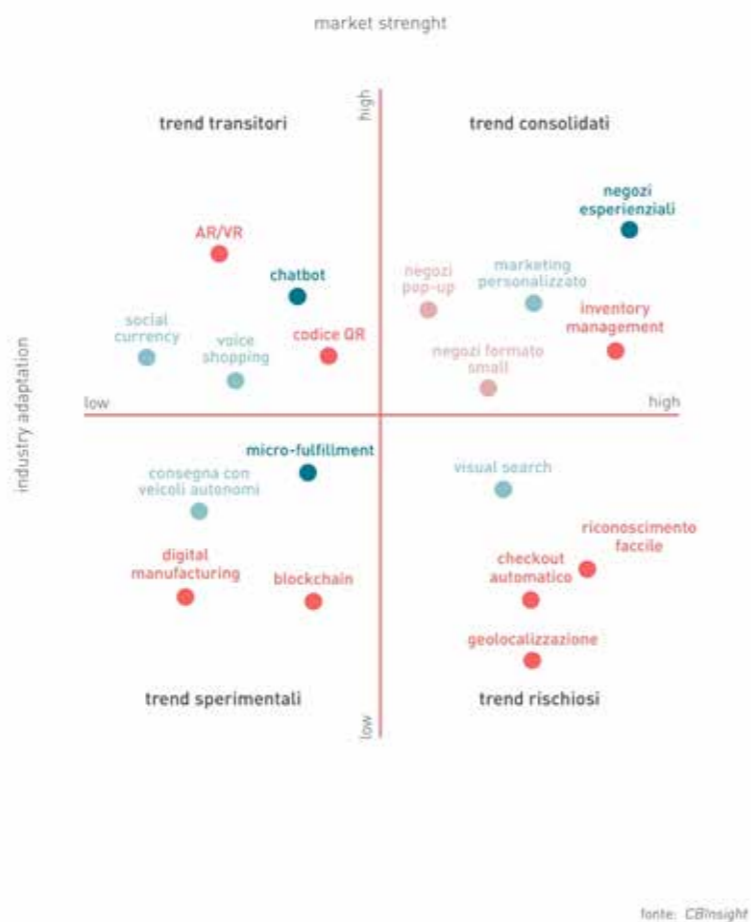 market strenght
high
trend transitori
trend consolidati
negozi
esperienziali
AR/VR
chatbot
negozi
pop-up
marketing
personalizzato
social
currency
voice
shopping
codice QR
inventory
management
negozi formato
small
industry adaptation
low
high
micro-fulfillment
consegna con
veicoli autonomi
visual search
digital
manufacturing
blockchain
riconoscimento
faccile
checkout
automatico
geolocalizzazione
trend sperimentali
trend rischiosi
low
fonte: CBInsight